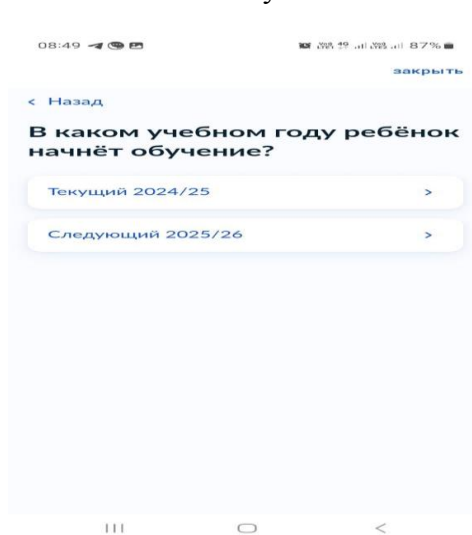 у
08:49
87%
закрыть
< Назад
В каком учебном году ребёнок
начнёт обучение?
Текущий 2024/25 >
Следующий 2025/26 >